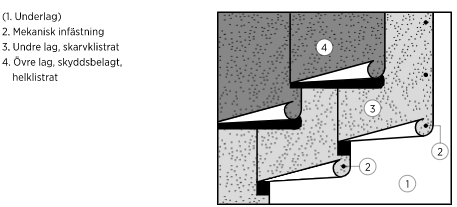 (1. Underlag)
2. Mekanisk infästning
3. Undre lag, skarvklistrat
4. Övre lag, skyddsbelagt,
helklistrat
4
3
2
2
1